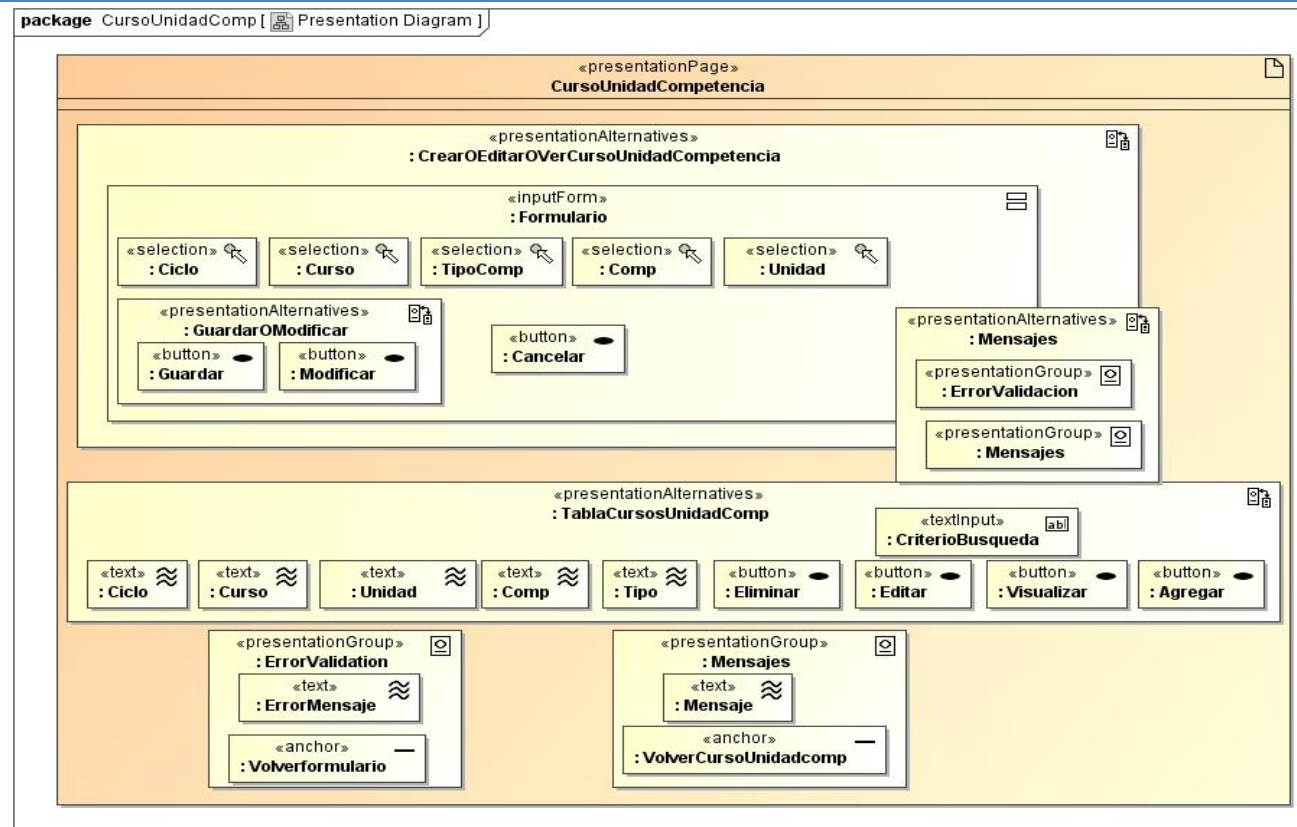 package CursoUnidadComp [ Presentation Diagram ]
«presentationPage»
CursoUnidadCompetencia
«presentationAlternatives»
: CrearOEditarOVerCursoUnidadCompetencia
«inputForm»
: Formulario
«selection»
: Ciclo
«selection»
: Curso
«selection»
: TipoComp
«selection»
: Comp
«selection»
: Unidad
«presentationAlternatives»
: GuardarOModificar
«button»
: Guardar
«button»
: Modificar
«button»
: Cancelar
«presentationAlternatives»
: Mensajes
«presentationGroup»
: ErrorValidacion
«presentationGroup»
: Mensajes
«presentationAlternatives»
: TablaCursosUnidadComp
«textInput»
: CriterioBusqueda
abl
«text»
: Ciclo
«text»
: Curso
«text»
: Unidad
«text»
: Comp
«text»
: Tipo
«button»
: Eliminar
«button»
: Editar
«button»
: Visualizar
«button»
: Agregar
«presentationGroup»
: ErrorValidation
«text»
: ErrorMensaje
«anchor»
: Volverformulario
«presentationGroup»
: Mensajes
«text»
: Mensaje
«anchor»
: VolverCursoUnidadcomp